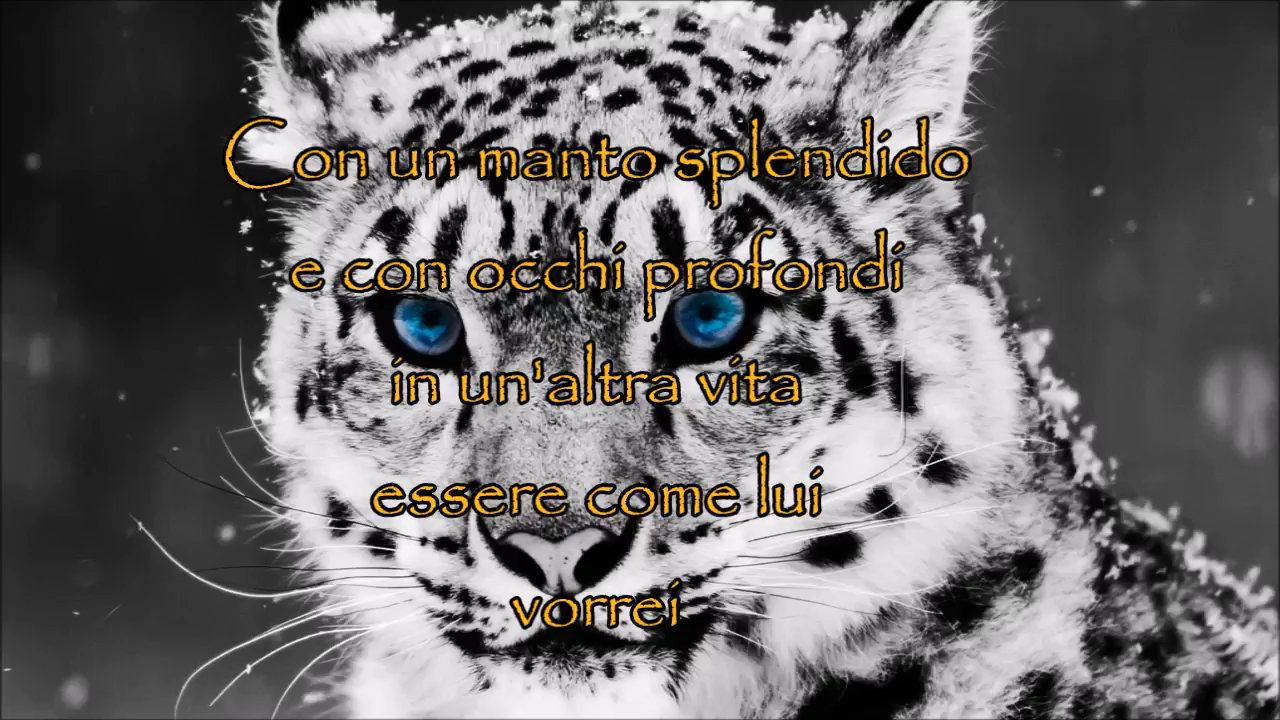 Con un manto splendido
e con occhi profondi
in un'altra vita
essere come lui
vorrei